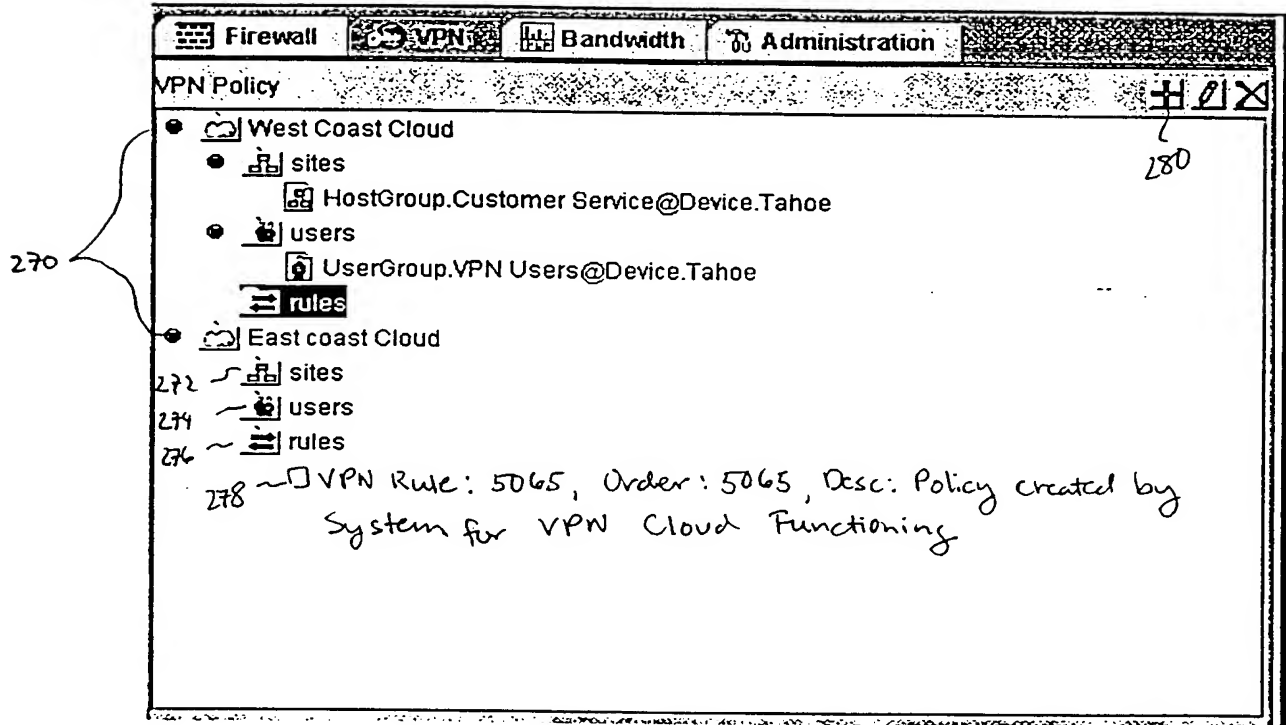 Firewall VPN Bandwidth Administration
VPN Policy
280
West Coast Cloud
sites
HostGroup.Customer Service@Device.Tahoe
users
270
UserGroup.VPN Users@Device.Tahoe
rules
East coast Cloud
272 sites
274 users
276 rules
278 VPN Rule: 5065, Order: 5065, Desc: Policy created by
System for VPN Cloud Functioning